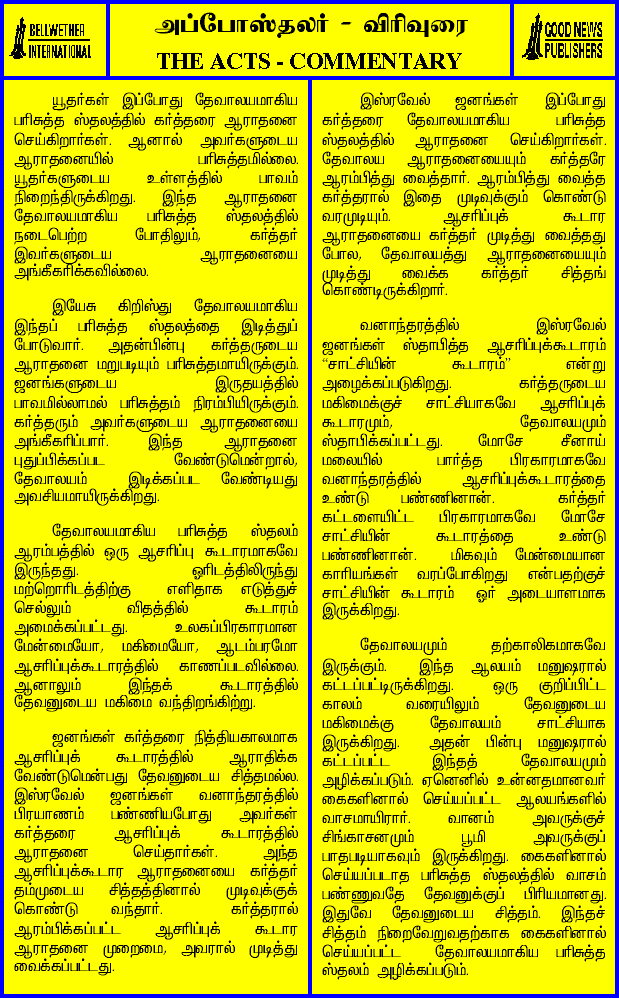 BELLWETHER
INTERNATIONAL
அப்போஸ்தலர் - விரிவுரை
THE ACTS - COMMENTARY
GOOD NEWS
PUBLISHERS
யூதர்கள் இப்போது தேவாலயமாகிய
பரிசுத்த ஸ்தலத்தில் கர்த்தரை ஆராதனை
செய்கிறார்கள். ஆனால் அவர்களுடைய
ஆராதனையில் பரிசுத்தமில்லை.
யூதர்களுடைய உள்ளத்தில் பாவம்
நிறைந்திருக்கிறது. இந்த ஆராதனை
தேவாலயமாகிய பரிசுத்த ஸ்தலத்தில்
நடைபெற்ற போதிலும், கர்த்தர்
இவர்களுடைய ஆராதனையை
அங்கீகரிக்கவில்லை.
இயேசு கிறிஸ்து தேவாலயமாகிய
இந்தப் பரிசுத்த ஸ்தலத்தை இடித்துப்
போடுவார். அதன்பின்பு கர்த்தருடைய
ஆராதனை மறுபடியும் பரிசுத்தமாயிருக்கும்.
ஜனங்களுடைய இருதயத்தில்
பாவமில்லாமல் பரிசுத்தம் நிரம்பியிருக்கும்.
கர்த்தரும் அவர்களுடைய ஆராதனையை
அங்கீகரிப்பார். இந்த ஆராதனை
புதுப்பிக்கப்பட வேண்டுமென்றால்,
தேவாலயம் இடிக்கப்பட வேண்டியது
அவசியமாயிருக்கிறது.
தேவாலயமாகிய பரிசுத்த ஸ்தலம்
ஆரம்பத்தில் ஒரு ஆசரிப்பு கூடாரமாகவே
இருந்தது. ஓரிடத்திலிருந்து
மற்றொரிடத்திற்கு எளிதாக எடுத்துச்
செல்லும் விதத்தில் கூடாரம்
அமைக்கப்பட்டது. உலகப்பிரகாரமான
மேன்மையோ, மகிமையோ, ஆடம்பரமோ
ஆசரிப்புக்கூடாரத்தில் காணப்படவில்லை.
ஆனாலும் இந்தக் கூடாரத்தில்
தேவனுடைய மகிமை வந்திறங்கிற்று.
ஜனங்கள் கர்த்தரை நித்தியகாலமாக
ஆசரிப்புக் கூடாரத்தில் ஆராதிக்க
வேண்டுமென்பது தேவனுடைய சித்தமல்ல.
இஸ்ரவேல் ஜனங்கள் வனாந்தரத்தில்
பிரயாணம் பண்ணியபோது அவர்கள்
கர்த்தரை ஆசரிப்புக் கூடாரத்தில்
ஆராதனை செய்தார்கள். அந்த
ஆசரிப்புக்கூடார ஆராதனையை கர்த்தர்
தம்முடைய சித்தத்தினால் முடிவுக்குக்
கொண்டு வந்தார். கர்த்தரால்
ஆரம்பிக்கப்பட்ட ஆசரிப்புக் கூடார
ஆராதனை முறைமை, அவரால் முடித்து
வைக்கப்பட்டது.
இஸ்ரவேல் ஜனங்கள் இப்போது
கர்த்தரை தேவாலயமாகிய பரிசுத்த
ஸ்தலத்தில் ஆராதனை செய்கிறார்கள்.
தேவாலய ஆராதனையையும் கர்த்தரே
ஆரம்பித்து வைத்தார். ஆரம்பித்து வைத்த
கர்த்தரால் இதை முடிவுக்கும் கொண்டு
வரமுடியும். ஆசரிப்புக் கூடார
ஆராதனையை கர்த்தர் முடித்து வைத்தது
போல, தேவாலயத்து ஆராதனையையும்
முடித்து வைக்க கர்த்தர் சித்தங்
கொண்டிருக்கிறார்.
வனாந்தரத்தில் இஸ்ரவேல்
ஜனங்கள் ஸ்தாபித்த ஆசரிப்புக்கூடாரம்
“சாட்சியின் கூடாரம்” என்று
அழைக்கப்படுகிறது. கர்த்தருடைய
மகிமைக்குச் சாட்சியாகவே ஆசரிப்புக்
கூடாரமும், தேவாலயமும்
ஸ்தாபிக்கப்பட்டது. மோசே சீனாய்
மலையில் பார்த்த பிரகாரமாகவே
வனாந்தரத்தில் ஆசரிப்புக்கூடாரத்தை
உண்டு பண்ணினான். கர்த்தர்
கட்டளையிட்ட பிரகாரமாகவே மோசே
சாட்சியின் கூடாரத்தை உண்டு
பண்ணினான். மிகவும் மேன்மையான
காரியங்கள் வரப்போகிறது என்பதற்குச்
சாட்சியின் கூடாரம் ஓர் அடையாளமாக
இருக்கிறது.
தேவாலயமும் தற்காலிகமாகவே
இருக்கும். இந்த ஆலயம் மனுஷரால்
கட்டப்பட்டிருக்கிறது. ஒரு குறிப்பிட்ட
காலம் வரையிலும் தேவனுடைய
மகிமைக்கு தேவாலயம் சாட்சியாக
இருக்கிறது. அதன் பின்பு மனுஷரால்
கட்டப்பட்ட இந்தத் தேவாலயமும்
அழிக்கப்படும். ஏனெனில் உன்னதமானவர்
கைகளினால் செய்யப்பட்ட ஆலயங்களில்
வாசமாயிரார். வானம் அவருக்குச்
சிங்காசனமும் பூமி அவருக்குப்
பாதபடியாகவும் இருக்கிறது. கைகளினால்
செய்யப்படாத பரிசுத்த ஸ்தலத்தில் வாசம்
பண்ணுவதே தேவனுக்குப் பிரியமானது.
இதுவே தேவனுடைய சித்தம். இந்தச்
சித்தம் நிறைவேறுவதற்காக கைகளினால்
செய்யப்பட்ட தேவாலயமாகிய பரிசுத்த
ஸ்தலம் அழிக்கப்படும்.